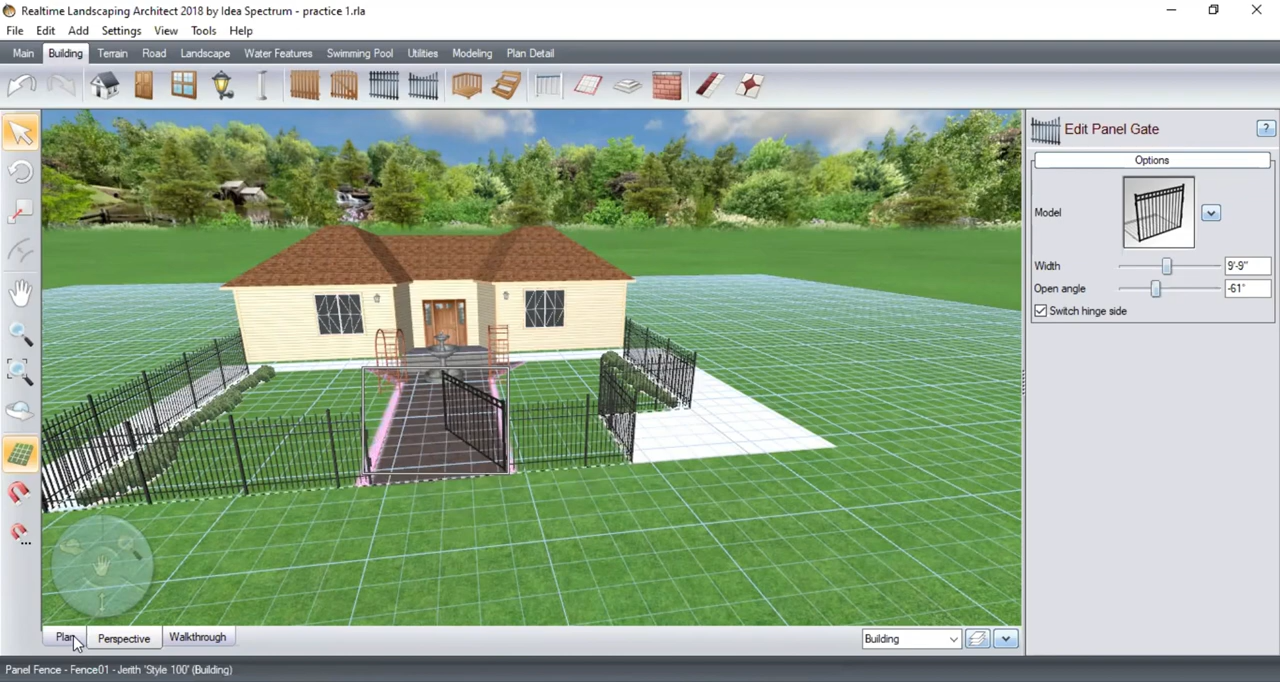 Realtime Landscaping Architect 2018 by Idea Spectrum - practice 1.rla
File Edit Add Settings View Tools Help
Main Building Terrain Road Landscape Water Features Swimming Pool Utilities Modeling Plan Detail
Edit Panel Gate
?
Options
Model
Width 9'-9"
Open angle -61°
Switch hinge side
Plan Perspective Walkthrough
Building
Panel Fence - Fence01 - Jerith 'Style 100' (Building)